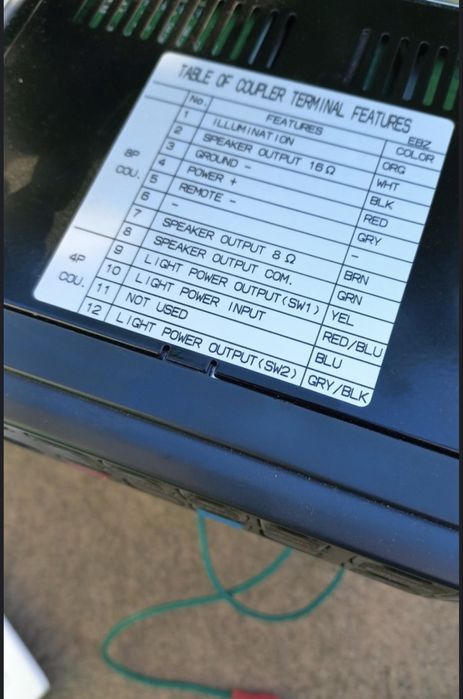 TABLE OF COUPLER TERMINAL FEATURES
EBZ
No. FEATURES COLOR
8P COU.
1 ILLUMINATION ORG
2 SPEAKER OUTPUT 16Ω WHT
3 GROUND - BLK
4 POWER + RED
5 REMOTE - GRY
6 - -
7 SPEAKER OUTPUT 8Ω BRN
8 SPEAKER OUTPUT COM. GRN
4P COU.
9 LIGHT POWER OUTPUT(SW1) YEL
10 LIGHT POWER INPUT RED/BLU
11 NOT USED BLU
12 LIGHT POWER OUTPUT(SW2) GRY/BLK